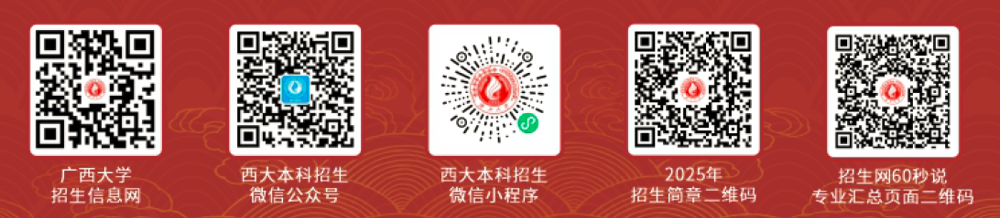 广西大学
招生信息网
西大本科招生
微信公众号
西大本科招生
微信小程序
2025年
招生简章二维码
招生网60秒说
专业汇总页面二维码